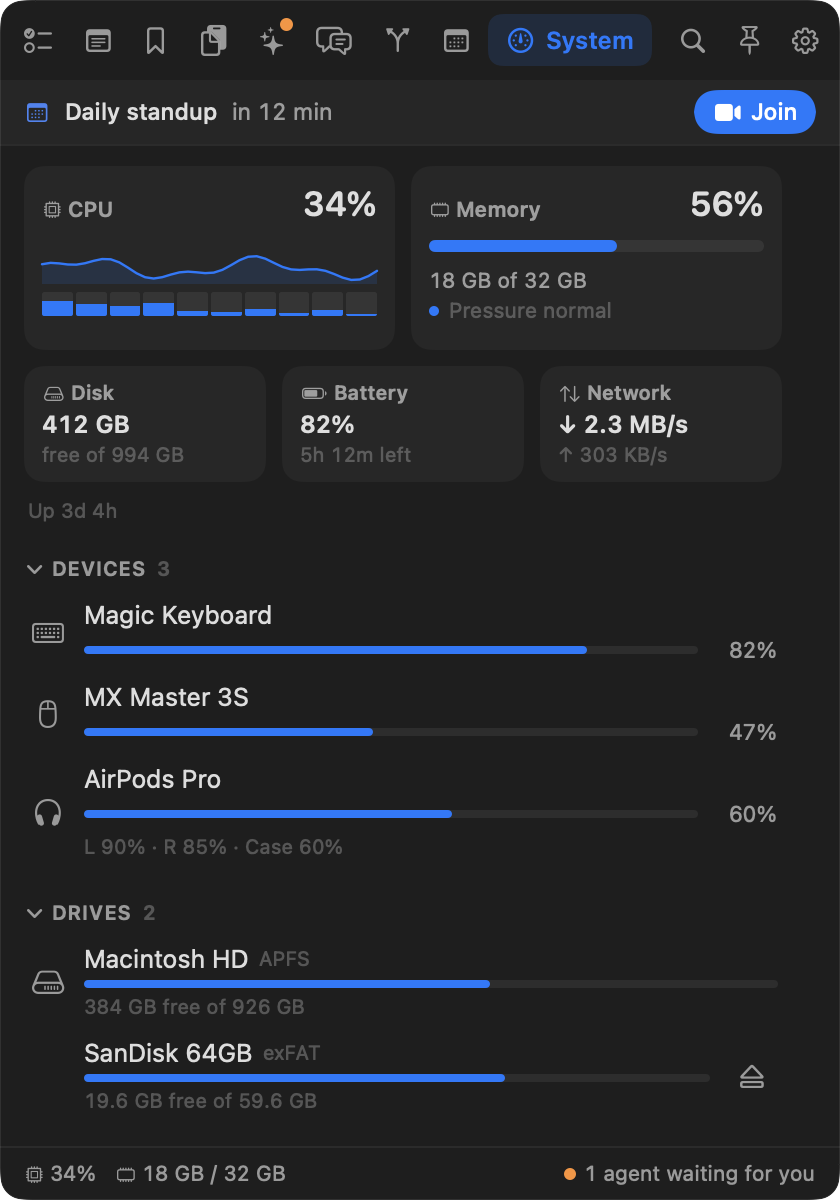 System
Daily standup in 12 min
Join
CPU 34%
Memory 56%
18 GB of 32 GB
Pressure normal
Disk
412 GB
free of 994 GB
Battery
82%
5h 12m left
Network
↓ 2.3 MB/s
↑ 303 KB/s
Up 3d 4h
DEVICES 3
Magic Keyboard
82%
MX Master 3S
47%
AirPods Pro
60%
L 90% · R 85% · Case 60%
DRIVES 2
Macintosh HD APFS
384 GB free of 926 GB
SanDisk 64GB exFAT
19.6 GB free of 59.6 GB
34% 18 GB / 32 GB 1 agent waiting for you